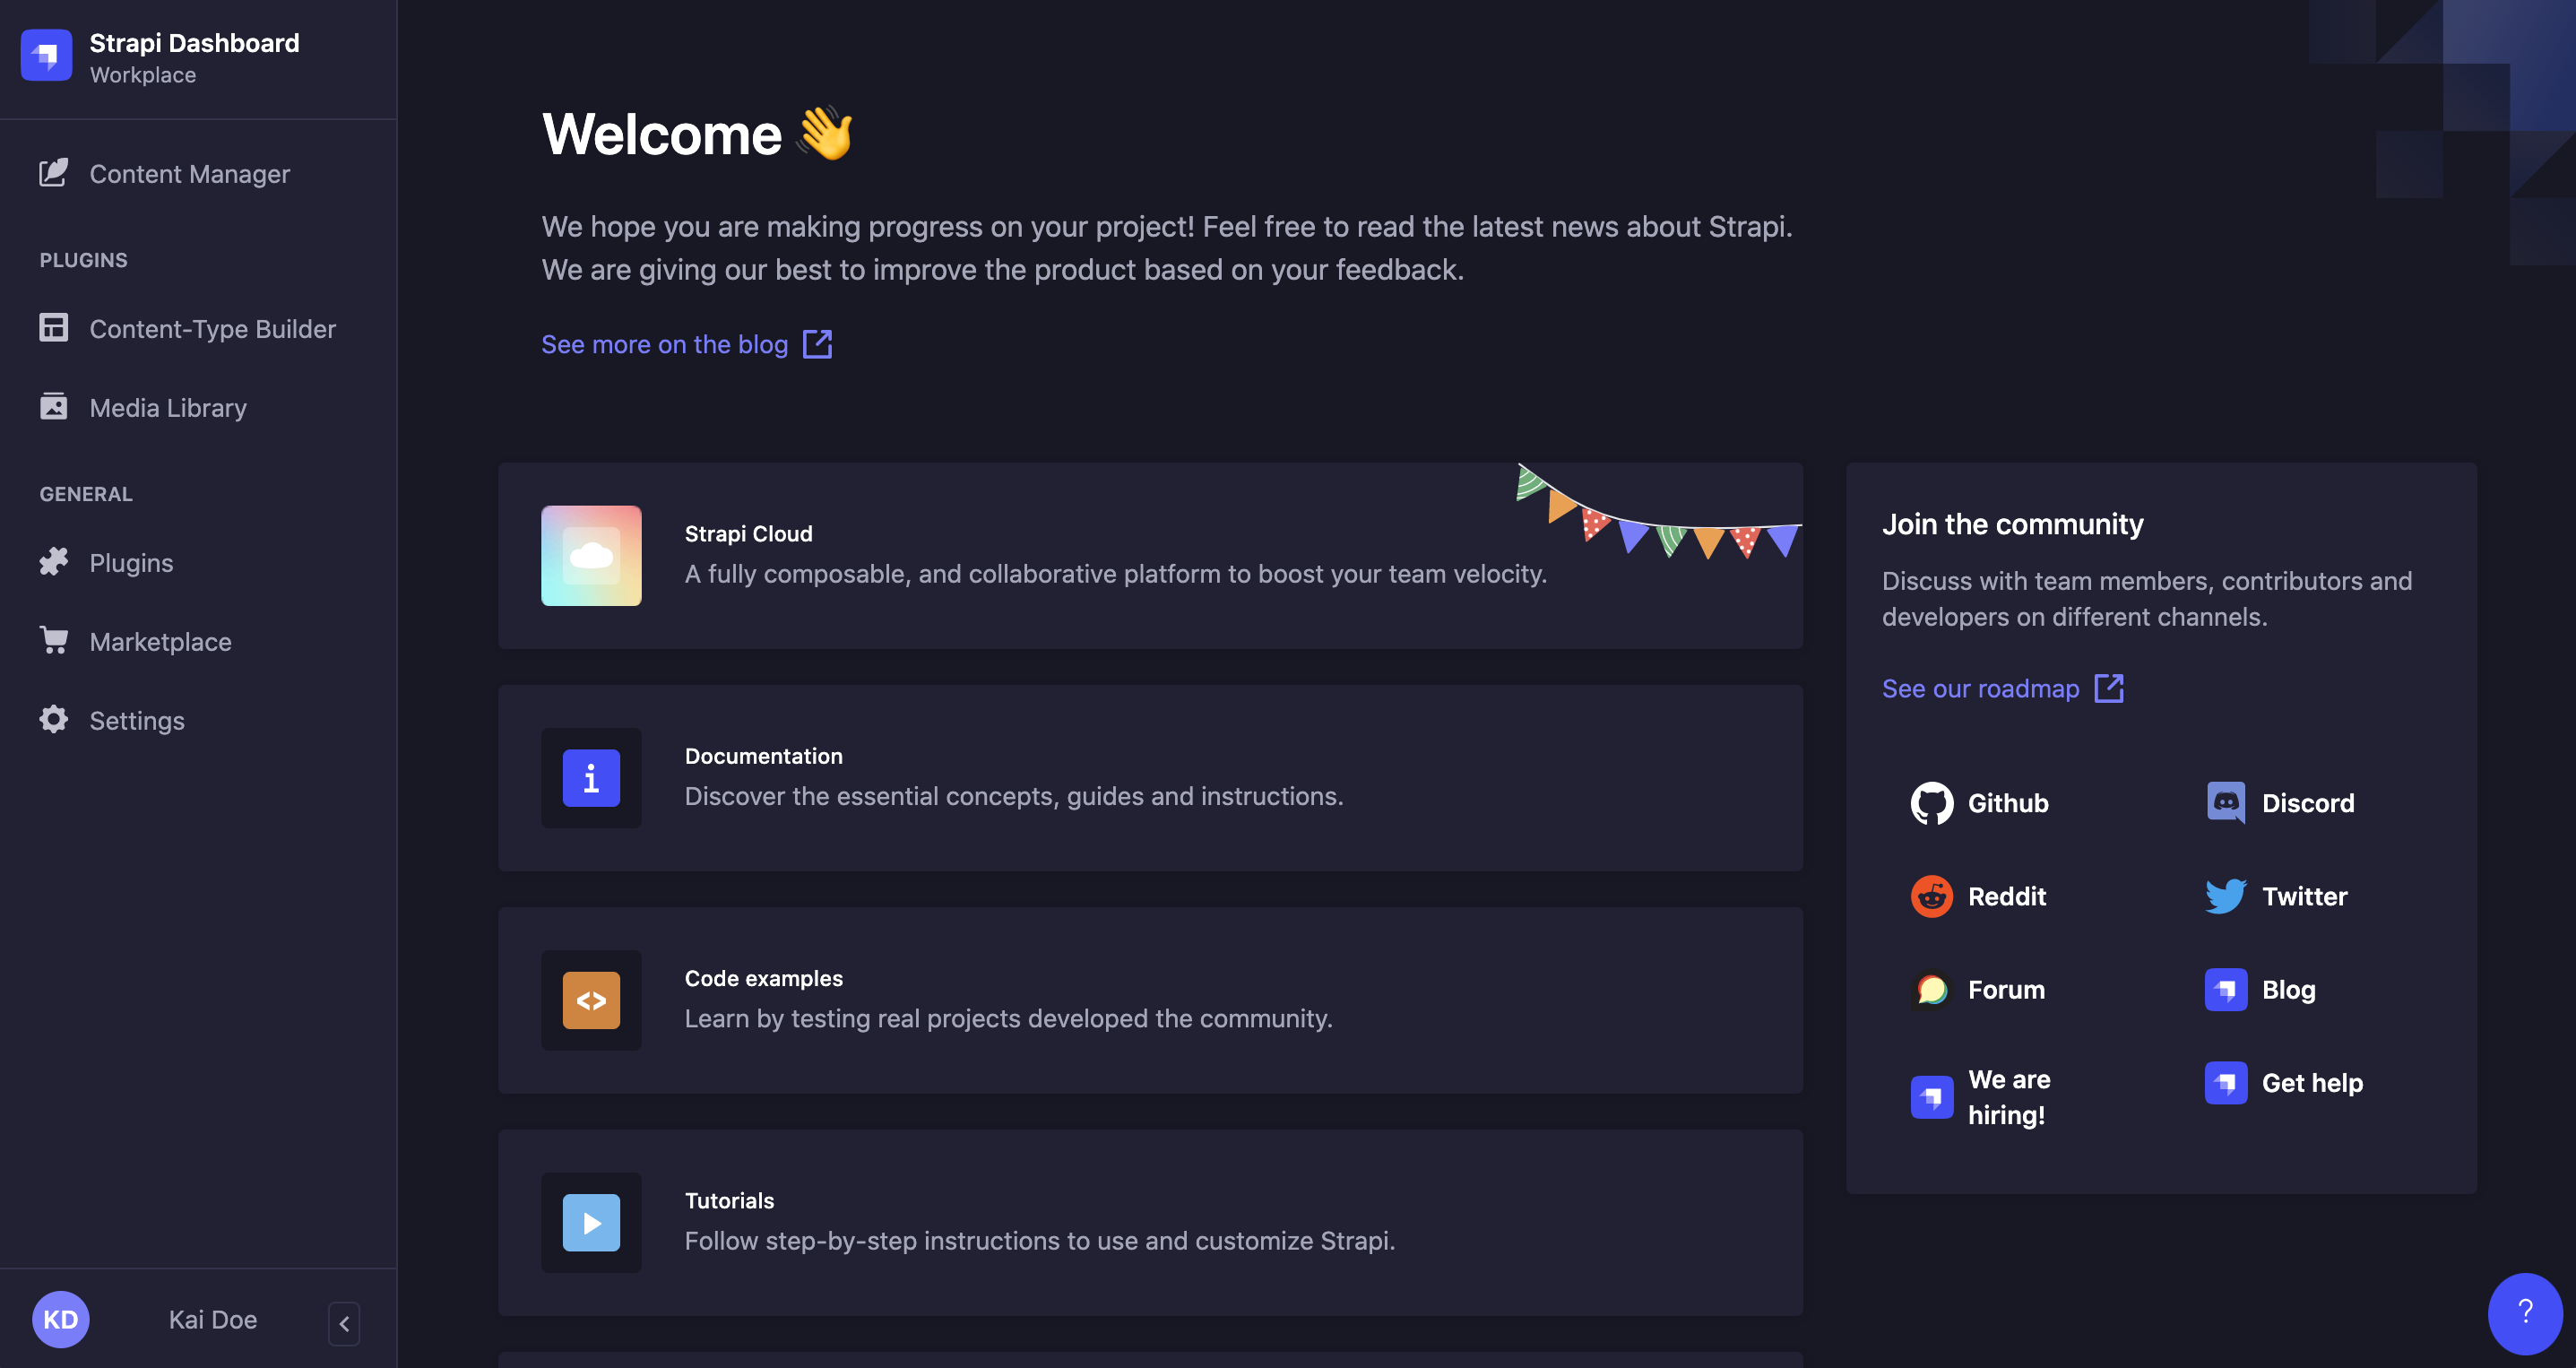 Strapi Dashboard
Workplace
Content Manager
PLUGINS
Content-Type Builder
Media Library
GENERAL
Plugins
Marketplace
Settings
KD
Kai Doe
Welcome 👋
We hope you are making progress on your project! Feel free to read the latest news about Strapi.
We are giving our best to improve the product based on your feedback.
See more on the blog
Strapi Cloud
A fully composable, and collaborative platform to boost your team velocity.
Documentation
Discover the essential concepts, guides and instructions.
Code examples
Learn by testing real projects developed the community.
Tutorials
Follow step-by-step instructions to use and customize Strapi.
Join the community
Discuss with team members, contributors and
developers on different channels.
See our roadmap
Github
Discord
Reddit
Twitter
Forum
Blog
We are
hiring!
Get help
?